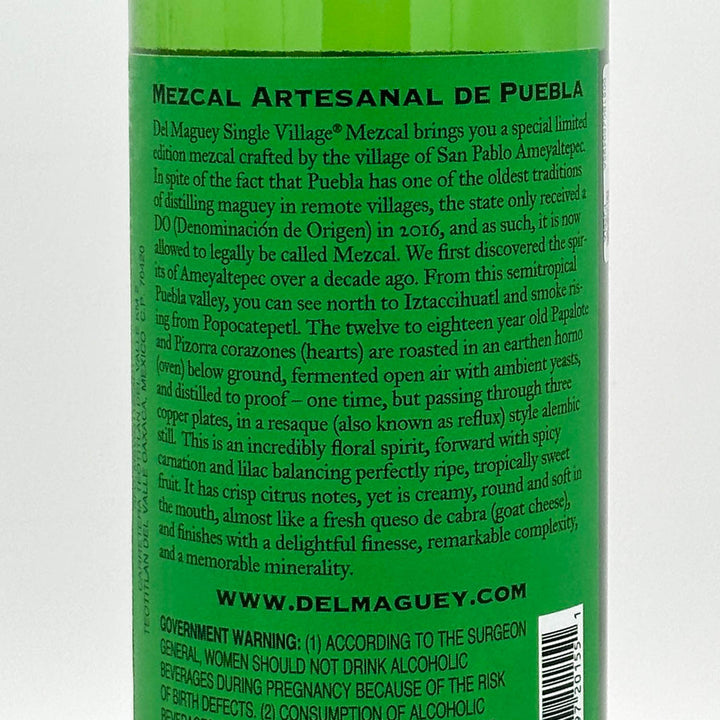 MEZCAL ARTESANAL DE PUEBLA
Del Maguey Single Village® Mezcal brings you a special limited
edition mezcal crafted by the village of San Pablo Ameyaltepec.
In spite of the fact that Puebla has one of the oldest traditions
of distilling maguey in remote villages, the state only received a
DO (Denominación de Origen) in 2016, and as such, it is now
allowed to legally be called Mezcal. We first discovered the spir-
its of Ameyaltepec over a decade ago. From this semitropical
Puebla valley, you can see north to Iztaccihuatl and smoke ris-
ing from Popocatepetl. The twelve to eighteen year old Papalote
and Pizorra corazones (hearts) are roasted in an earthen horno
(oven) below ground, fermented open air with ambient yeasts,
and distilled to proof – one time, but passing through three
copper plates, in a resaque (also known as reflux) style alembic
still. This is an incredibly floral spirit, forward with spicy
carnation and lilac balancing perfectly ripe, tropically sweet
fruit. It has crisp citrus notes, yet is creamy, round and soft in
the mouth, almost like a fresh queso de cabra (goat cheese),
and finishes with a delightful finesse, remarkable complexity,
and a memorable minerality.
WWW.DELMAGUEY.COM
GOVERNMENT WARNING: (1) ACCORDING TO THE SURGEON
GENERAL, WOMEN SHOULD NOT DRINK ALCOHOLIC
BEVERAGES DURING PREGNANCY BECAUSE OF THE RISK
OF BIRTH DEFECTS. (2) CONSUMPTION OF ALCOHOLIC
97 20155 1
TEOTITLAN DEL VALLE OAXACA, MEXICO C.P. 70420